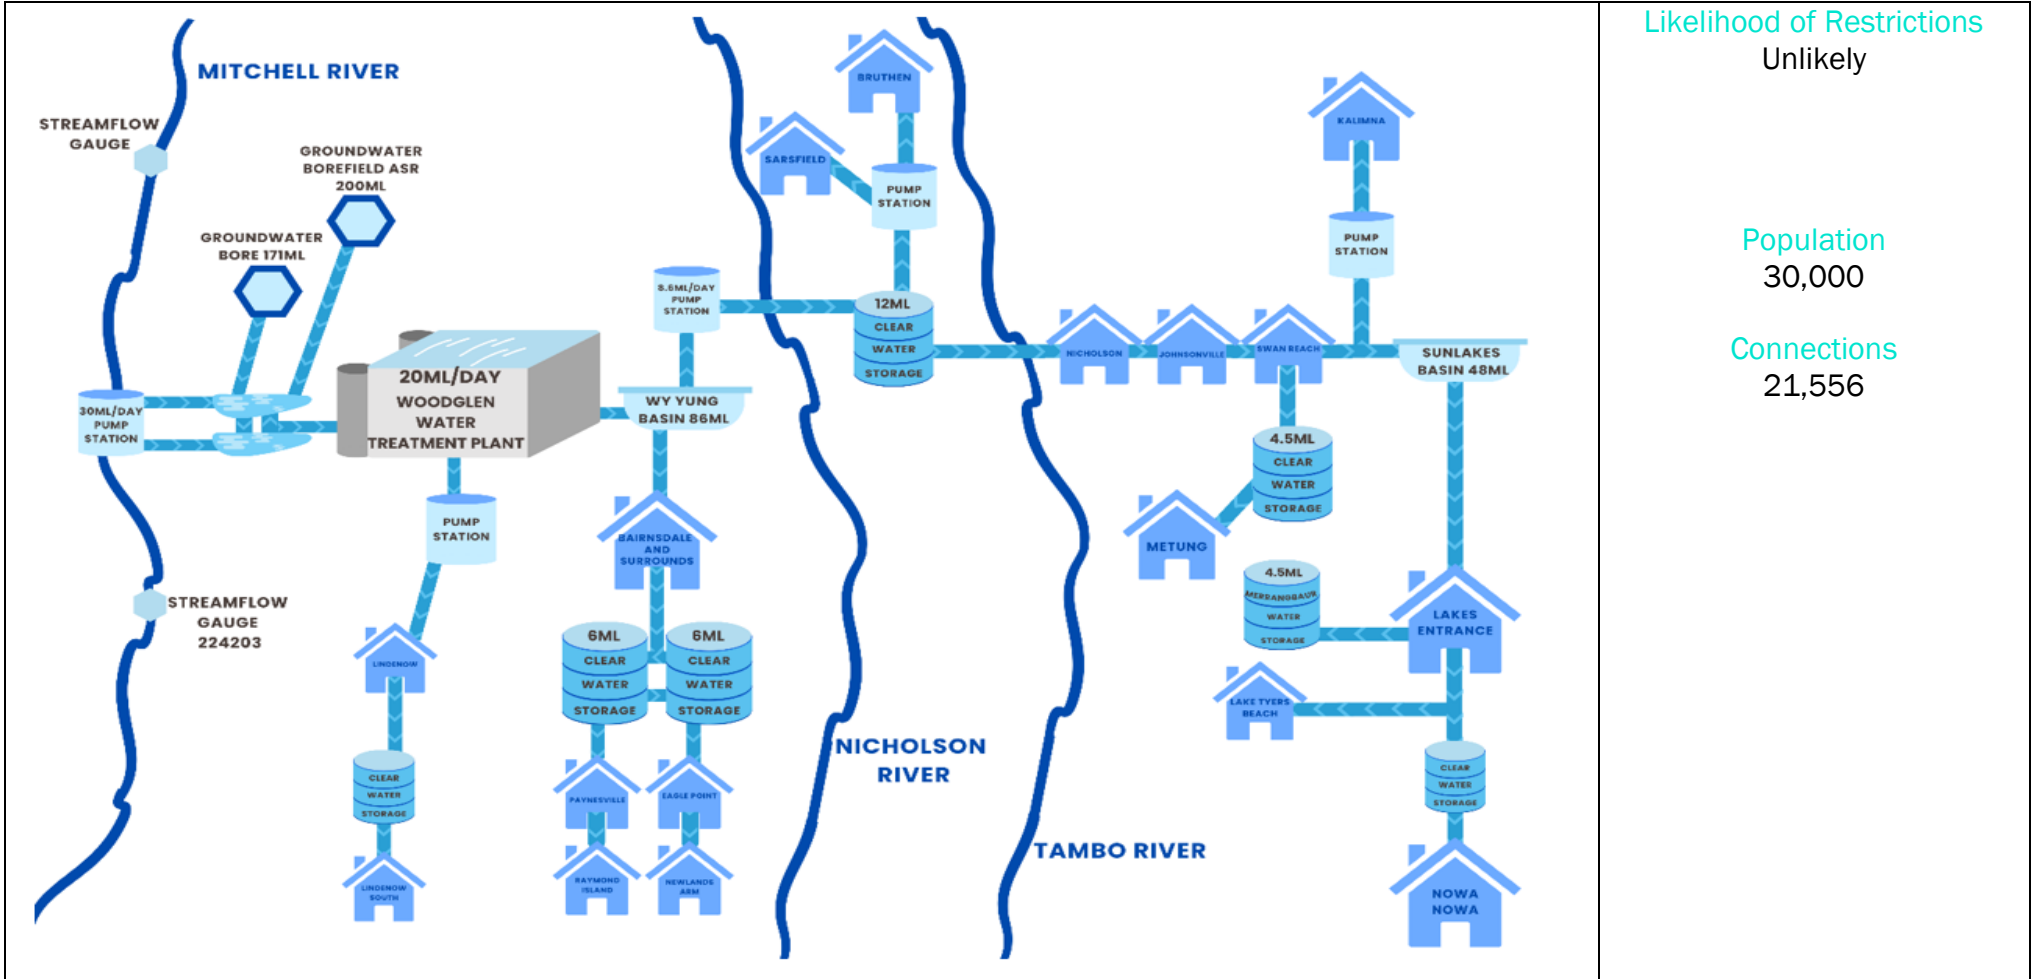 MITCHELL RIVER
STREAMFLOW
GAUGE
GROUNDWATER
BOREFIELD ASR
200ML
GROUNDWATER
BORE 171ML
30ML/DAY
PUMP
STATION
20ML/DAY
WOODGLEN
WATER
TREATMENT PLANT
STREAMFLOW
GAUGE
224203
PUMP
STATION
LINDENOW
CLEAR
WATER
STORAGE
LINDENOW
SOUTH
8.6ML/DAY
PUMP
STATION
WY YUNG
BASIN 86ML
BAIRNSDALE
AND
SURROUNDS
6ML
CLEAR
WATER
STORAGE
6ML
CLEAR
WATER
STORAGE
PAYNESVILLE
EAGLE POINT
RAYMOND
ISLAND
NEWLANDS
ARM
BRUTHEN
SARSFIELD
PUMP
STATION
12ML
CLEAR
WATER
STORAGE
NICHOLSON
RIVER
TAMBO RIVER
KALIMNA
PUMP
STATION
NICHOLSON
JOHNSONVILLE
SWAN REACH
SUNLAKES
BASIN 48ML
4.5ML
CLEAR
WATER
STORAGE
METUNG
4.5ML
MERRANGBAUR
WATER
STORAGE
LAKES
ENTRANCE
LAKE TYERS
BEACH
CLEAR
WATER
STORAGE
NOWA
NOWA
Likelihood of Restrictions
Unlikely
Population
30,000
Connections
21,556